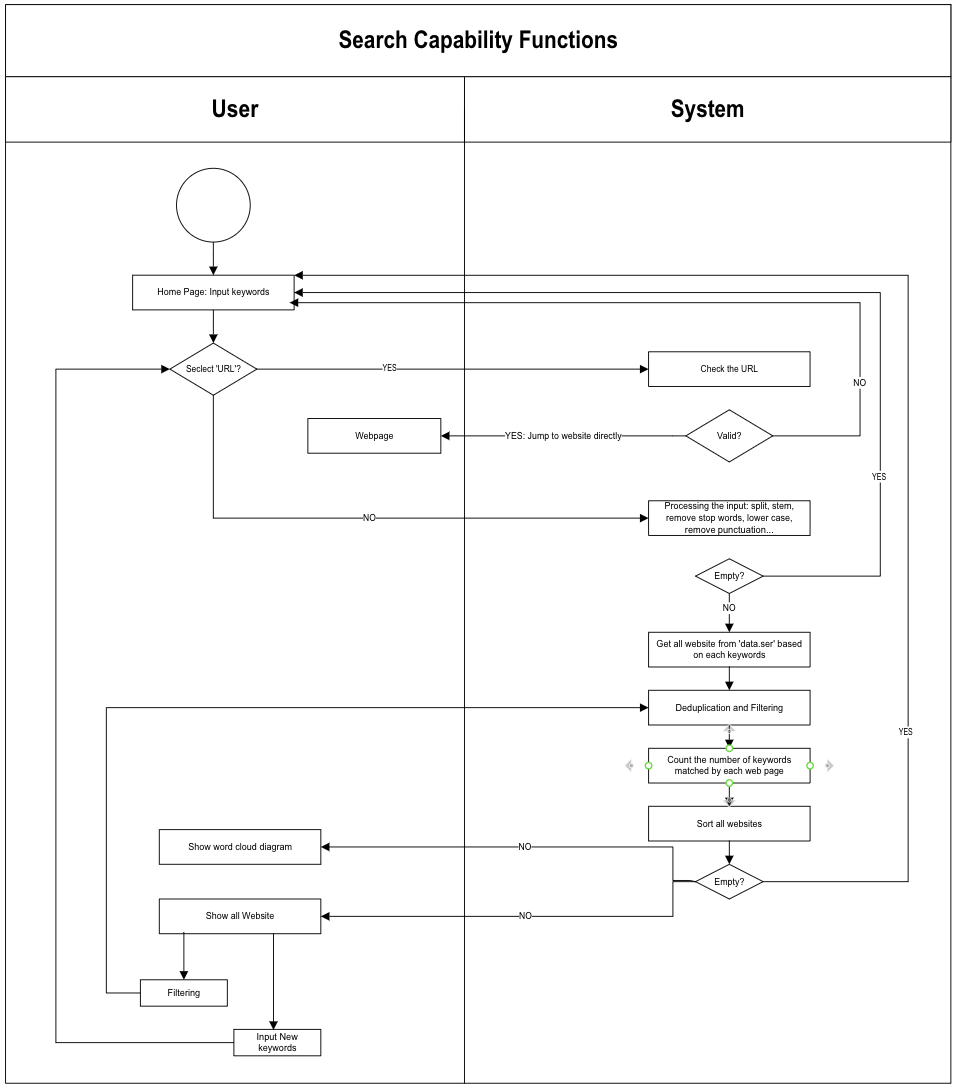 Search Capability Functions
User
System
Home Page: Input keywords
Seclect 'URL'?
YES
Check the URL
NO
Webpage
YES: Jump to website directly
Valid?
YES
NO
Processing the input: split, stem,
remove stop words, lower case,
remove punctuation...
Empty?
NO
Get all website from 'data.ser' based
on each keywords
Deduplication and Filtering
YES
Count the number of keywords
matched by each web page
Sort all websites
Show word cloud diagram
NO
Empty?
Show all Website
NO
Filtering
Input New
keywords